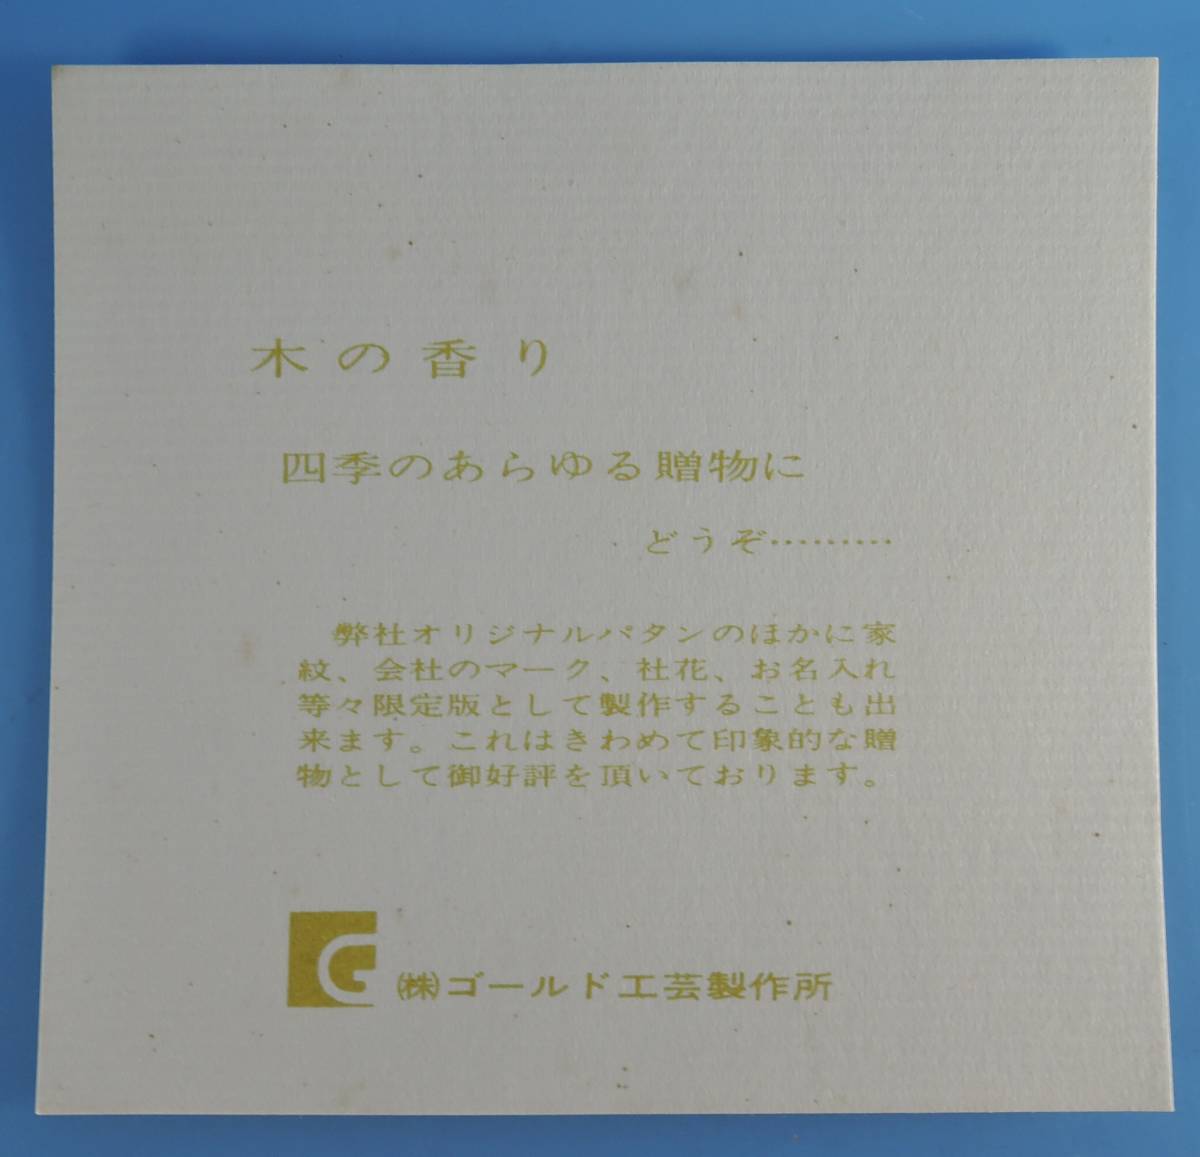 木の香り
四季のあらゆる贈物に
どうぞ………
弊社オリジナルパタンのほかに家
紋、会社のマーク、社花、お名入れ
等々限定版として製作することも出
来ます。これはきわめて印象的な贈
物として御好評を頂いております。
G
㈱ゴールド工芸製作所